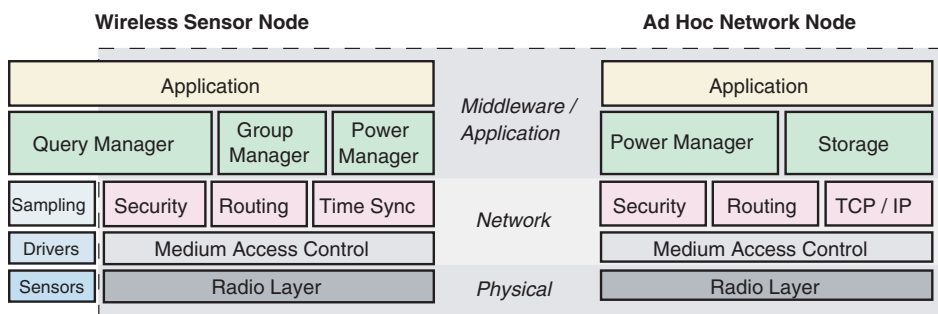 Wireless Sensor Node
Ad Hoc Network Node
Application
Middleware /
Application
Application
Query Manager
Group
Manager
Power
Manager
Power Manager
Storage
Sampling
Security
Routing
Time Sync
Network
Security
Routing
TCP / IP
Drivers
Medium Access Control
Medium Access Control
Sensors
Radio Layer
Physical
Radio Layer